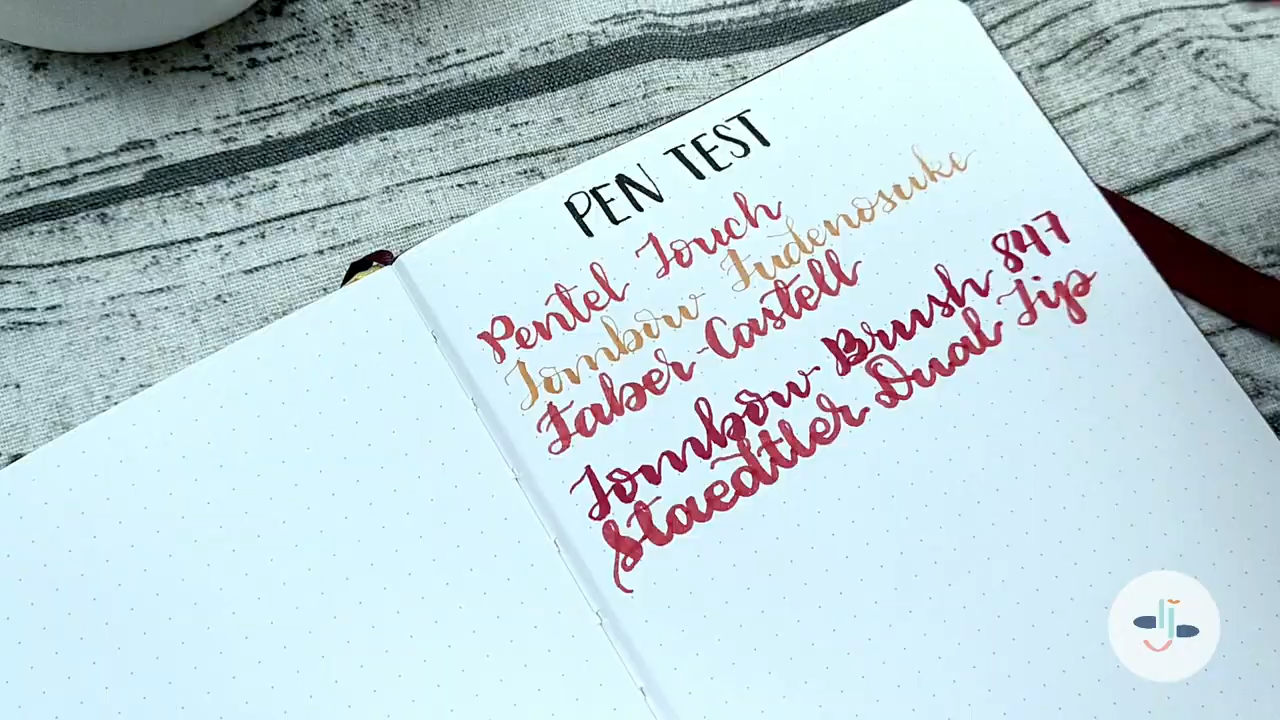 PEN TEST
Pentel Touch
Tombow Fudenosuke
Faber-Castell
Tombow Brush 847
Staedtler Dual Tip